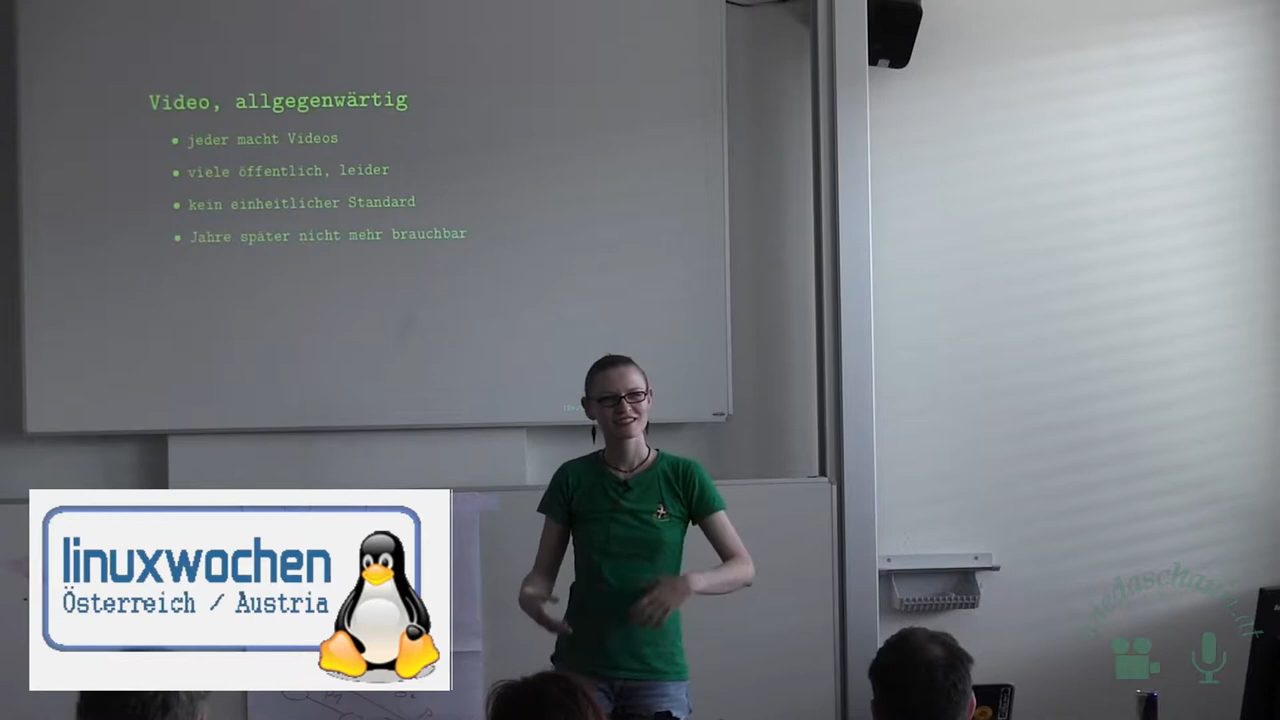 Video, allgegenwärtig
• jeder macht Videos
• viele öffentlich, leider
• kein einheitlicher Standard
• Jahre später nicht mehr brauchbar
linuxwochen
Österreich / Austria